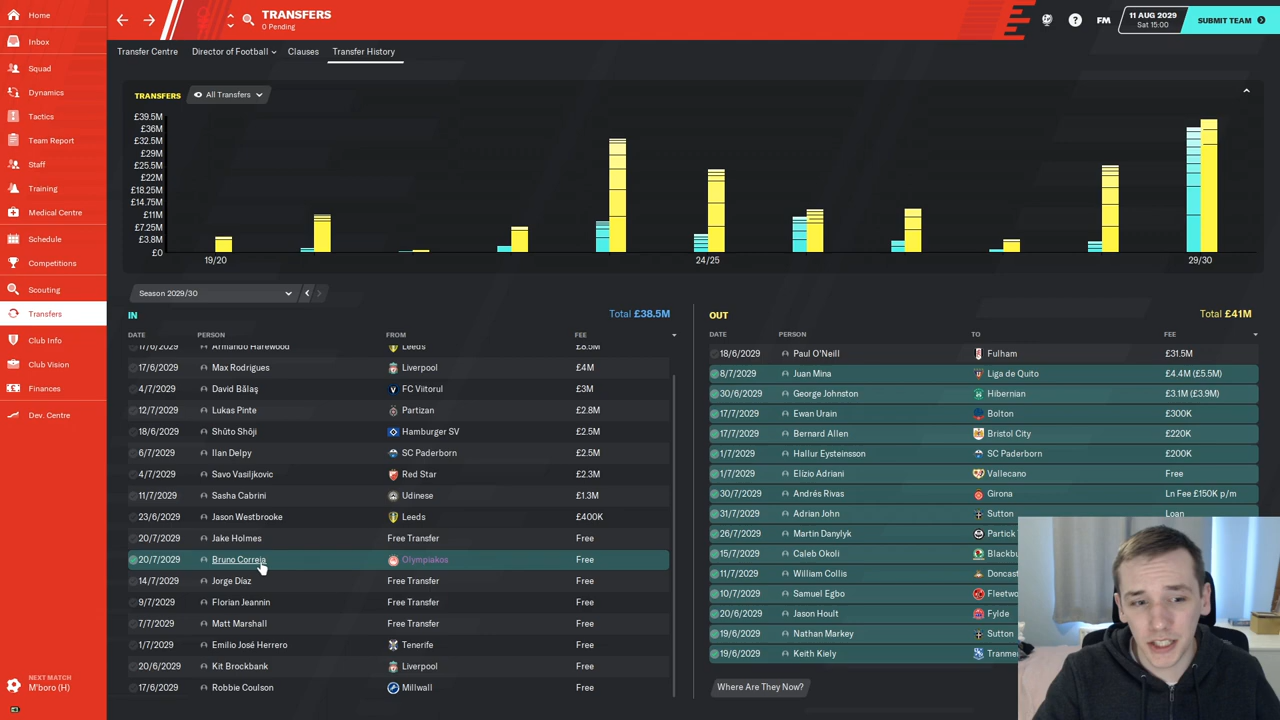 Home
Inbox
Squad
Dynamics
Tactics
Team Report
Staff
Training
Medical Centre
Schedule
Competitions
Scouting
Transfers
Club Info
Club Vision
Finances
Dev. Centre
NEXT MATCH
M'boro (H)
TRANSFERS
0 Pending
FM
11 AUG 2029
Sat 15:00
SUBMIT TEAM
Transfer Centre Director of Football Clauses Transfer History
TRANSFERS All Transfers
£39.5M
£36M
£32.5M
£29M
£25.5M
£22M
£18.25M
£14.75M
£11M
£7.25M
£3.8M
£0
19/20 24/25 29/30
Season 2029/30
IN Total £38.5M
DATE PERSON FROM FEE
17/6/2029 Armando Harewood Leeds £8.5M
17/6/2029 Max Rodrigues Liverpool £4M
4/7/2029 David Bălaş FC Viitorul £3M
12/7/2029 Lukas Pinte Partizan £2.8M
18/6/2029 Shūto Shōji Hamburger SV £2.5M
6/7/2029 Ilan Delpy SC Paderborn £2.5M
4/7/2029 Savo Vasiljkovic Red Star £2.3M
11/7/2029 Sasha Cabrini Udinese £1.3M
23/6/2029 Jason Westbrooke Leeds £400K
20/7/2029 Jake Holmes Free Transfer Free
20/7/2029 Bruno Correia Olympiakos Free
14/7/2029 Jorge Díaz Free Transfer Free
9/7/2029 Florian Jeannin Free Transfer Free
7/7/2029 Matt Marshall Free Transfer Free
1/7/2029 Emilio José Herrero Tenerife Free
20/6/2029 Kit Brockbank Liverpool Free
17/6/2029 Robbie Coulson Millwall Free
OUT Total £41M
DATE PERSON TO FEE
18/6/2029 Paul O'Neill Fulham £31.5M
8/7/2029 Juan Mina Liga de Quito £4.4M (£5.5M)
30/6/2029 George Johnston Hibernian £3.1M (£3.9M)
17/7/2029 Ewan Urain Bolton £300K
17/7/2029 Bernard Allen Bristol City £220K
1/7/2029 Hallur Eysteinsson SC Paderborn £200K
1/7/2029 Elízio Adriani Vallecano Free
30/7/2029 Andrés Rivas Girona Ln Fee £150K p/m
31/7/2029 Adrian John Sutton Loan
26/7/2029 Martin Danylyk Partick
15/7/2029 Caleb Okoli Blackbu
11/7/2029 William Collis Doncast
10/7/2029 Samuel Egbo Fleetwo
20/6/2029 Jason Hoult Fylde
19/6/2029 Nathan Markey Sutton
19/6/2029 Keith Kiely Tranmer
Where Are They Now?